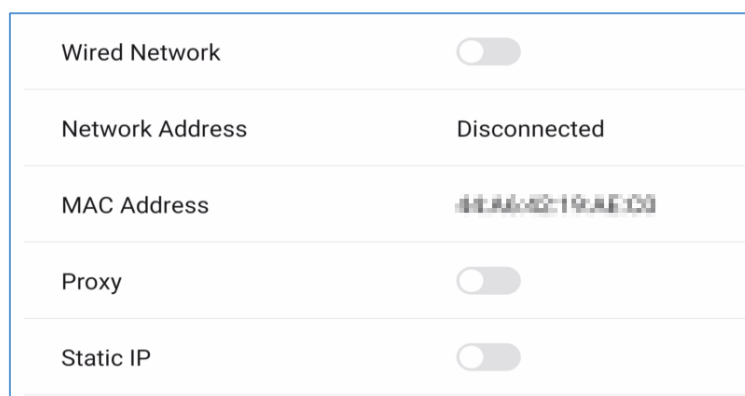 Wired Network
Network Address Disconnected
MAC Address
Proxy
Static IP